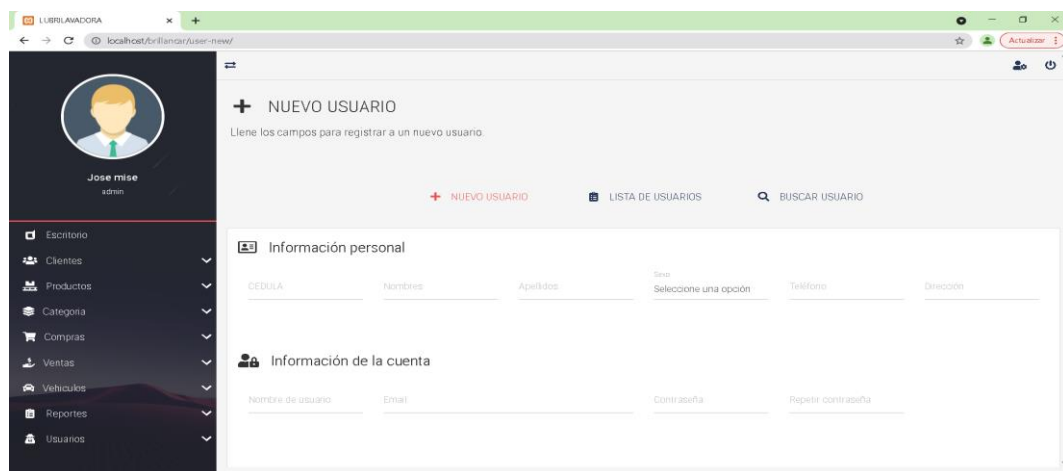 LUBRILAVADORA
localhost/brillancar/user-new/
Actualizar
Jose mise
admin
Escritorio
Clientes
Productos
Categoria
Compras
Ventas
Vehiculos
Reportes
Usuarios
NUEVO USUARIO
Llene los campos para registrar a un nuevo usuario.
NUEVO USUARIO
LISTA DE USUARIOS
BUSCAR USUARIO
Información personal
CEDULA
Nombres
Apellidos
Sexo
Seleccione una opción
Teléfono
Dirección
Información de la cuenta
Nombre de usuario
Email
Contraseña
Repetir contraseña